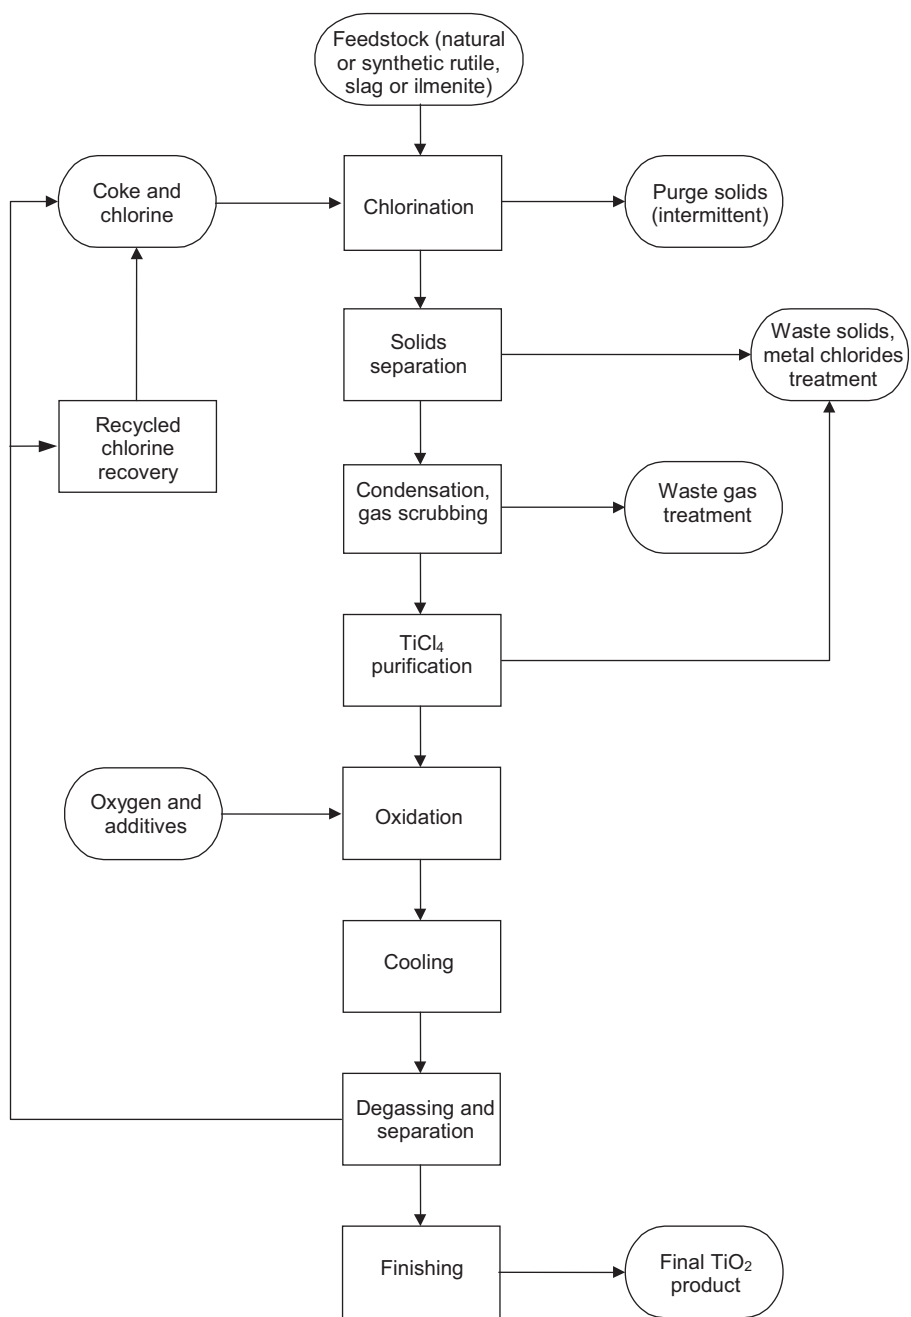 Feedstock (natural
or synthetic rutile,
slag or ilmenite)
Coke and
chlorine
Chlorination
Purge solids
(intermittent)
Solids
separation
Waste solids,
metal chlorides
treatment
Recycled
chlorine
recovery
Condensation,
gas scrubbing
Waste gas
treatment
TiCl₄
purification
Oxygen and
additives
Oxidation
Cooling
Degassing and
separation
Finishing
Final TiO₂
product